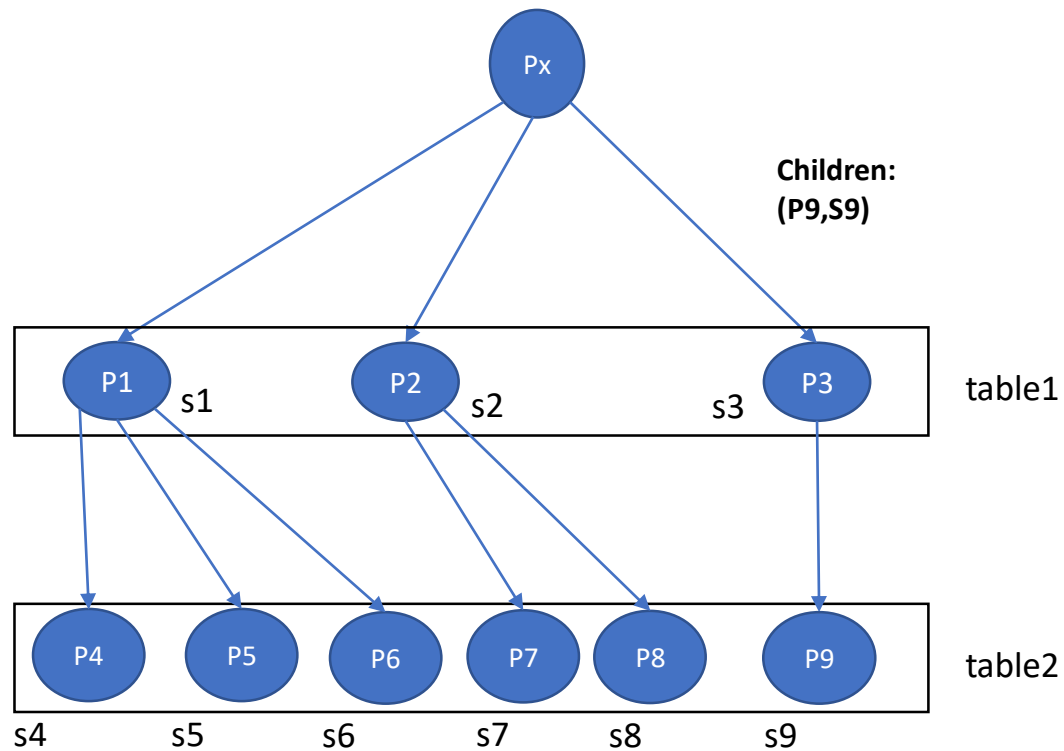 Px
Children:
(P9,S9)
P1
s1
P2
s2
s3
P3
table1
P4
P5
P6
P7
P8
P9
table2
s4
s5
s6
s7
s8
s9